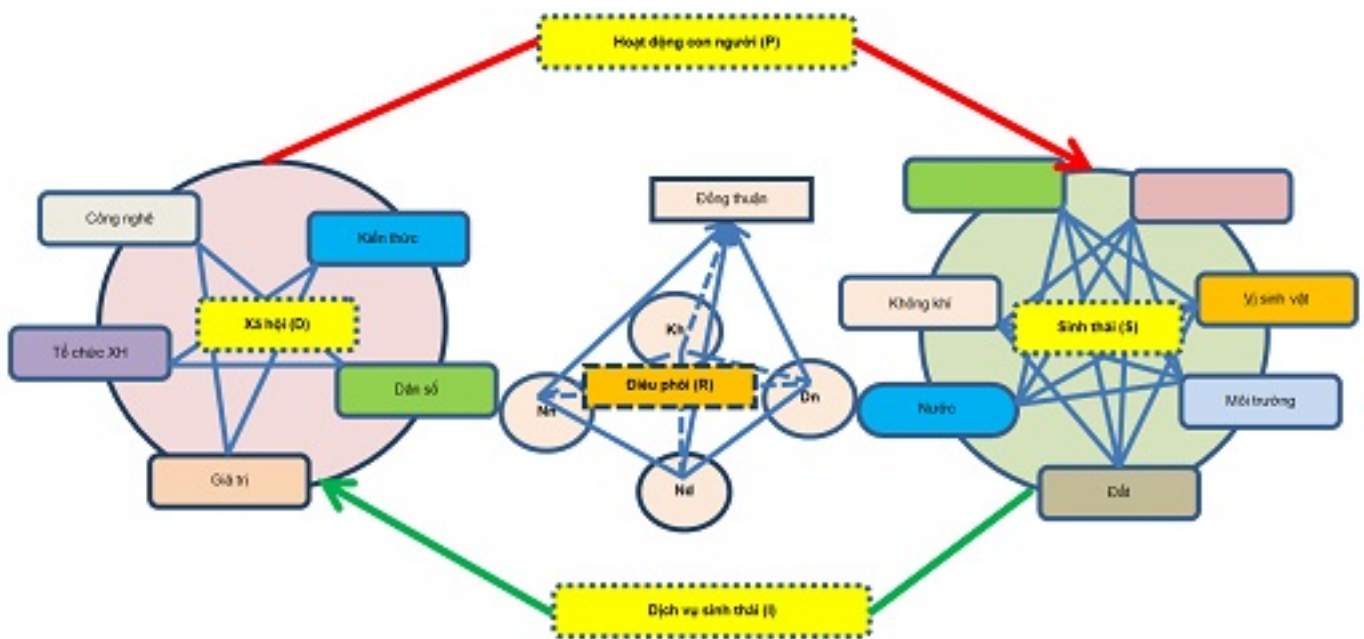 Hoạt động con người (P)
Đồng thuận
Công nghệ
Kiến thức
Không khí
Vị sinh vật
Xã hội (D)
Kh
Sinh thái (S)
Tổ chức XH
Dân số
Điều phối (R)
Nn
Dn
Nước
Môi trường
Giá trị
Nd
Đất
Dịch vụ sinh thái (I)